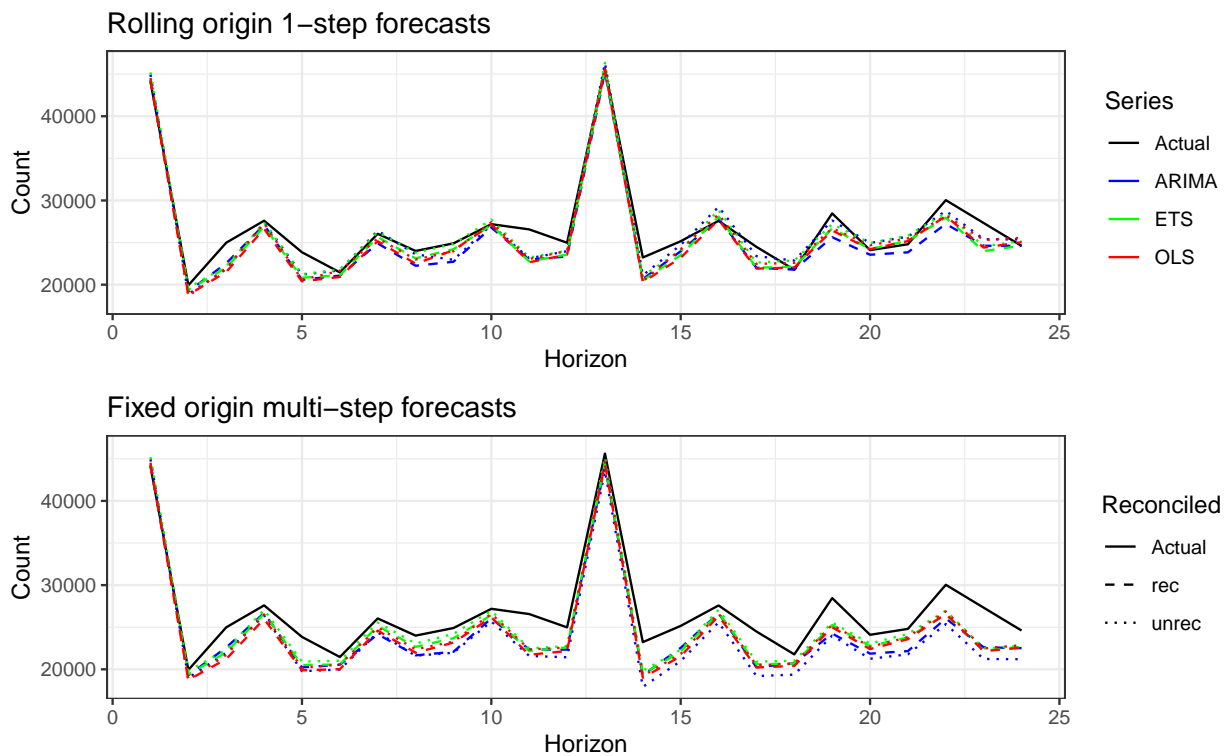 Rolling origin 1−step forecasts
Count
40000
30000
20000
0 5 10 15 20 25
Horizon
Series
Actual
ARIMA
ETS
OLS
Fixed origin multi−step forecasts
Count
40000
30000
20000
0 5 10 15 20 25
Horizon
Reconciled
Actual
rec
unrec